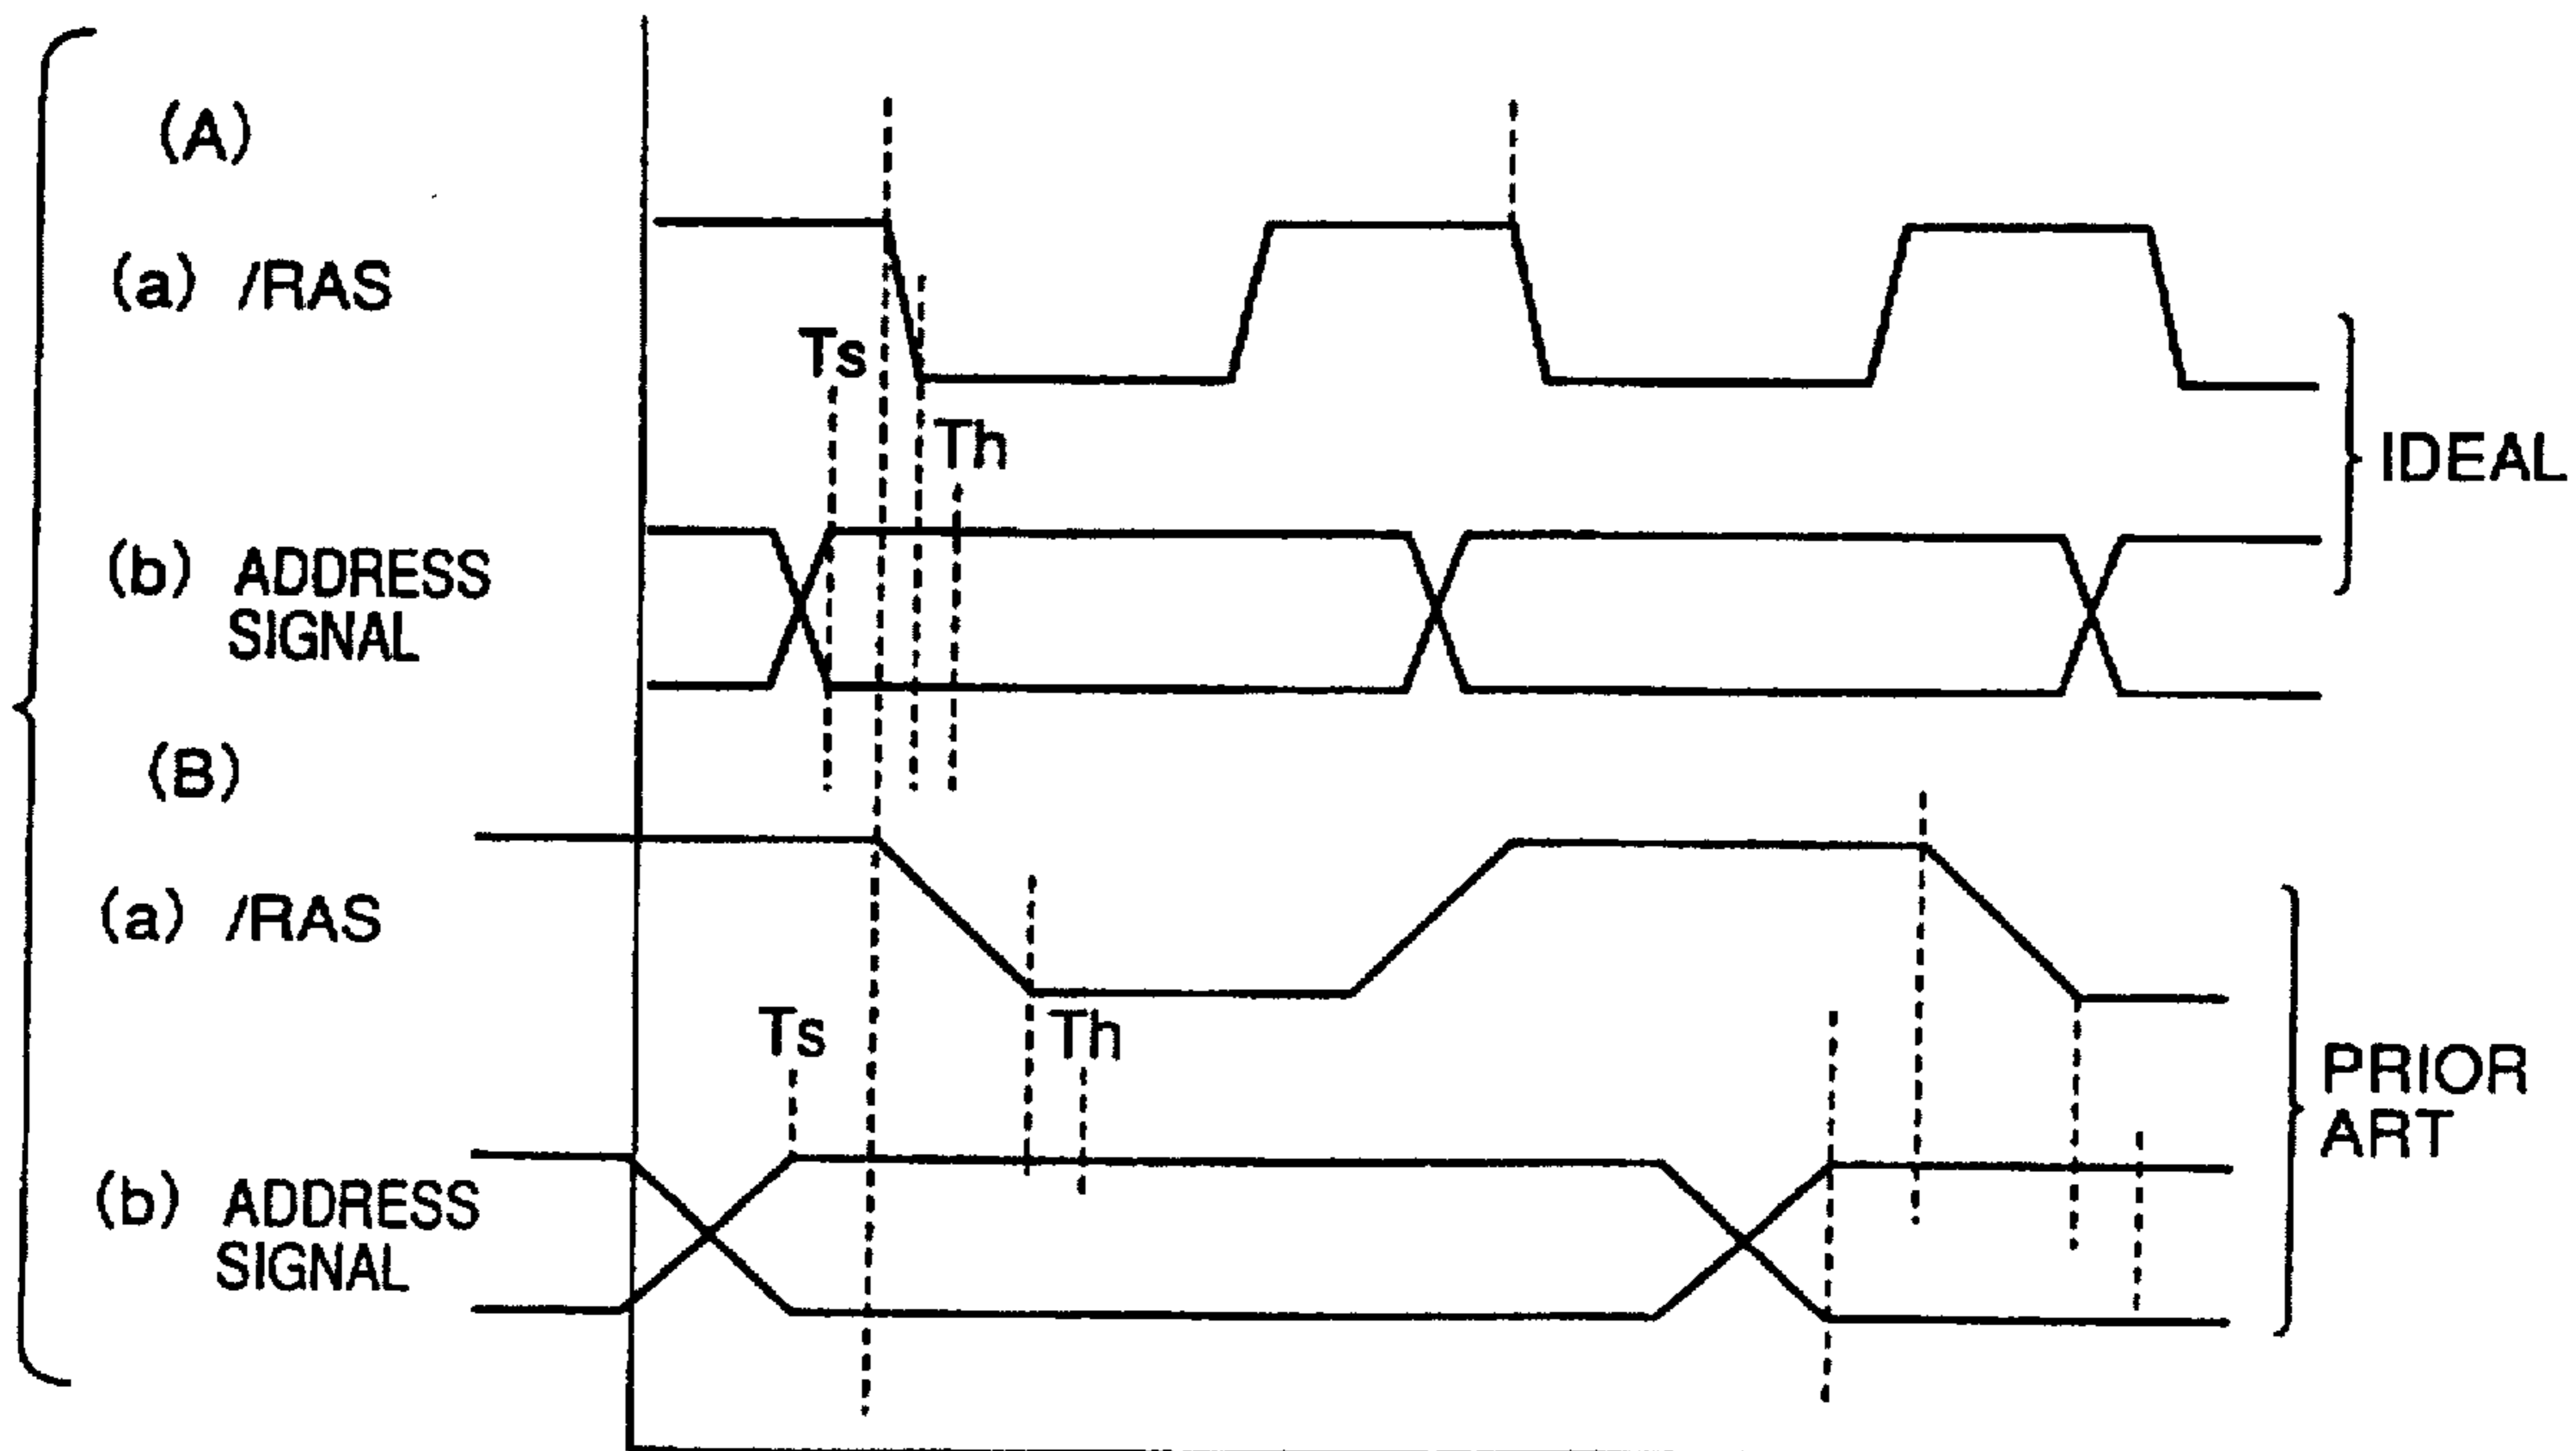 (A)
(a) /RAS
Ts
Th
IDEAL
(b) ADDRESS
SIGNAL
(B)
(a) /RAS
Ts
Th
PRIOR
ART
(b) ADDRESS
SIGNAL